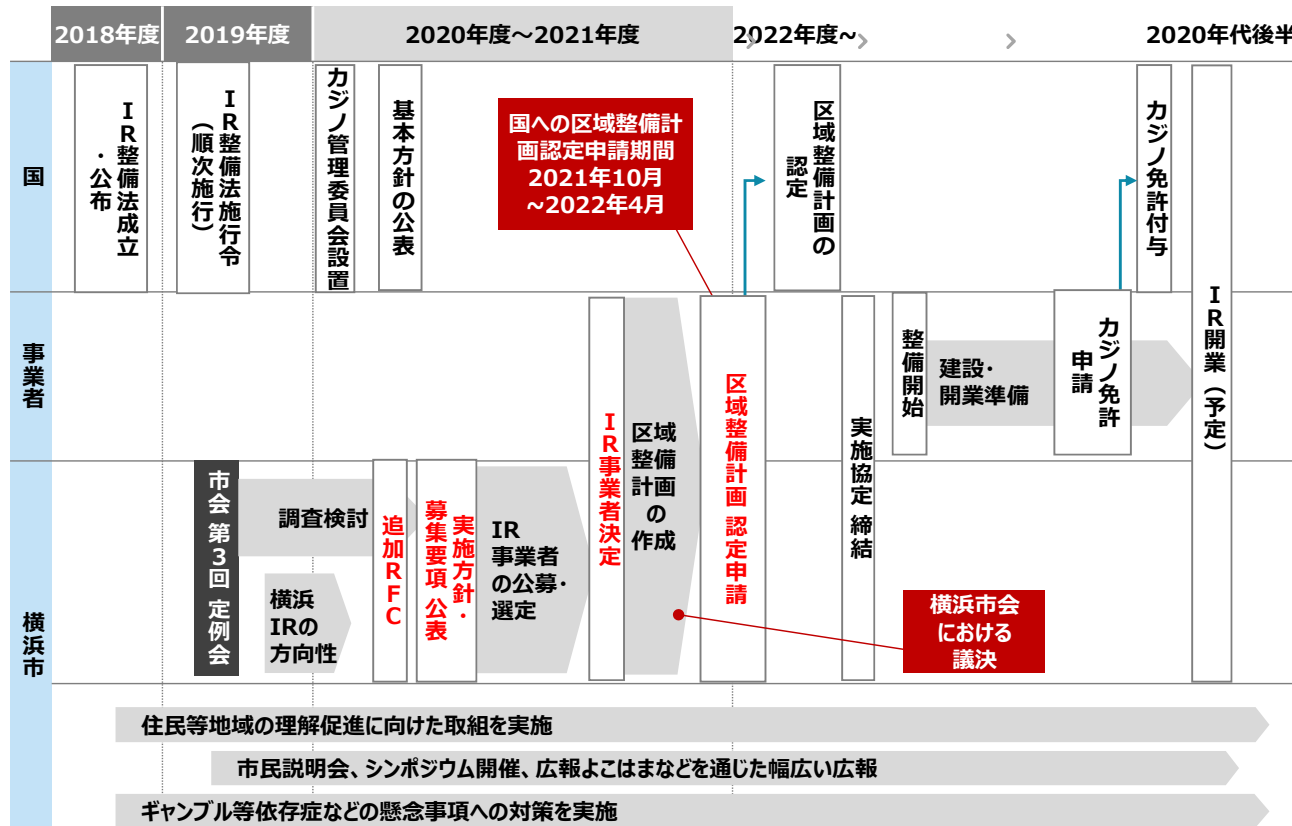 2018年度
2019年度
2020年度～2021年度
2022年度~
2020年代後半
国
ＩＲ整備法成立
・公布
ＩＲ整備法施行令
（順次施行）
カジノ管理委員会設置
基本方針の公表
国への区域整備計
画認定申請期間
2021年10月
~2022年4月
区域整備計画の
認定
カジノ免許付与
事業者
整備開始
建設・
開業準備
カジノ免許
申請
ＩＲ開業（予定）
横浜市
市会 第３回 定例会
調査検討
横浜
IRの
方向性
追加ＲＦＣ
実施方針・
募集要項 公表
IR
事業者
の公募・
選定
ＩＲ事業者決定
区域
整備
計画
の
作成
区域整備計画 認定申請
実施協定 締結
横浜市会
における
議決
住民等地域の理解促進に向けた取組を実施
市民説明会、シンポジウム開催、広報よこはまなどを通じた幅広い広報
ギャンブル等依存症などの懸念事項への対策を実施